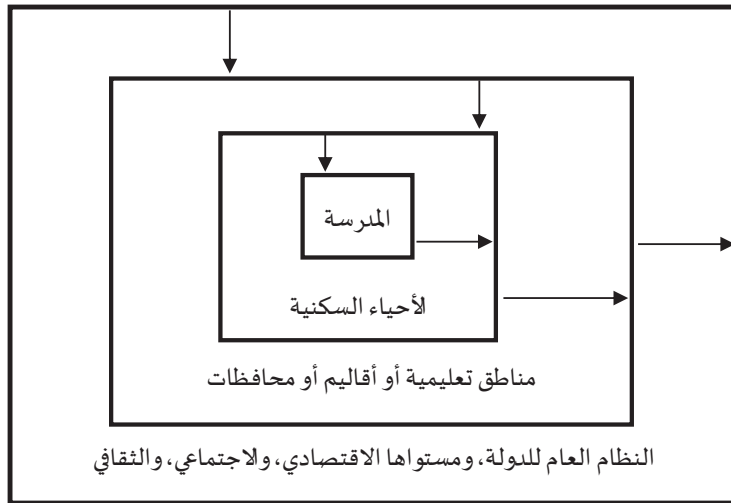 المدرسة
الأحياء السكنية
مناطق تعليمية أو أقاليم أو محافظات
النظام العام للدولة، ومستواها الاقتصادي، والاجتماعي، والثقافي